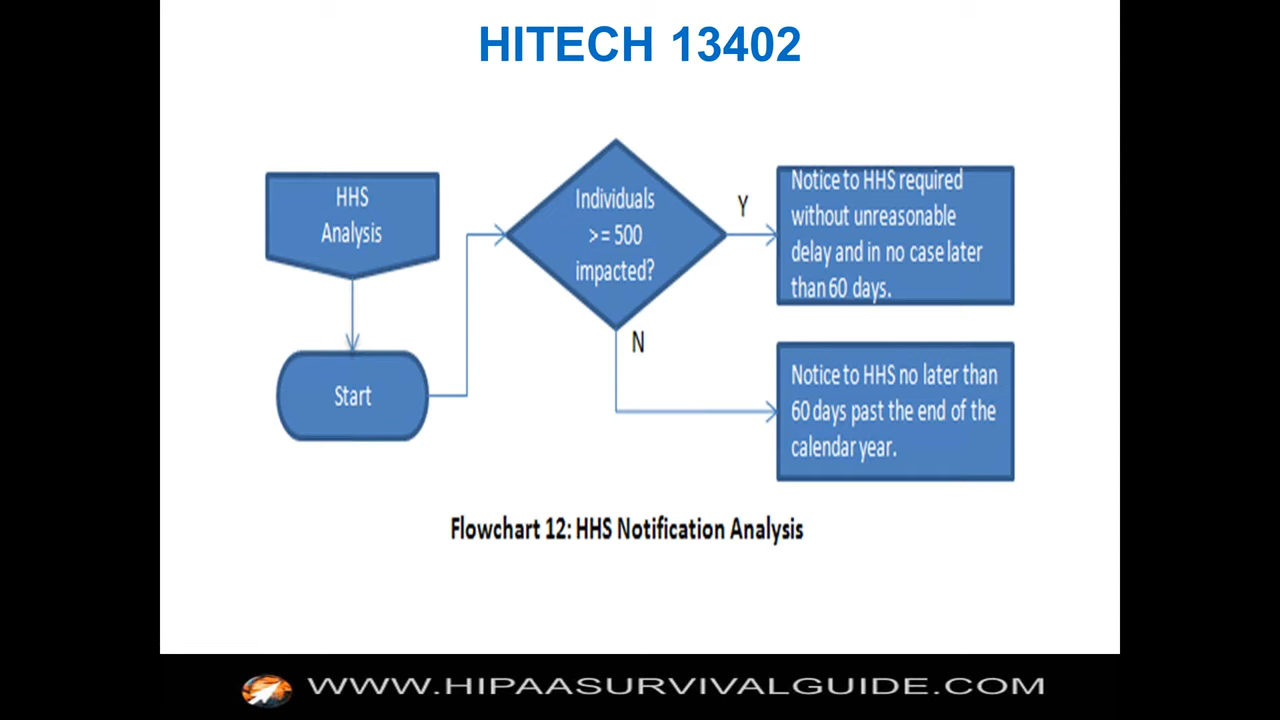 HITECH 13402
HHS
Analysis
Start
Individuals
>= 500
impacted?
Y
N
Notice to HHS required
without unreasonable
delay and in no case later
than 60 days.
Notice to HHS no later than
60 days past the end of the
calendar year.
Flowchart 12: HHS Notification Analysis
WWW.HIPAASURVIVALGUIDE.COM